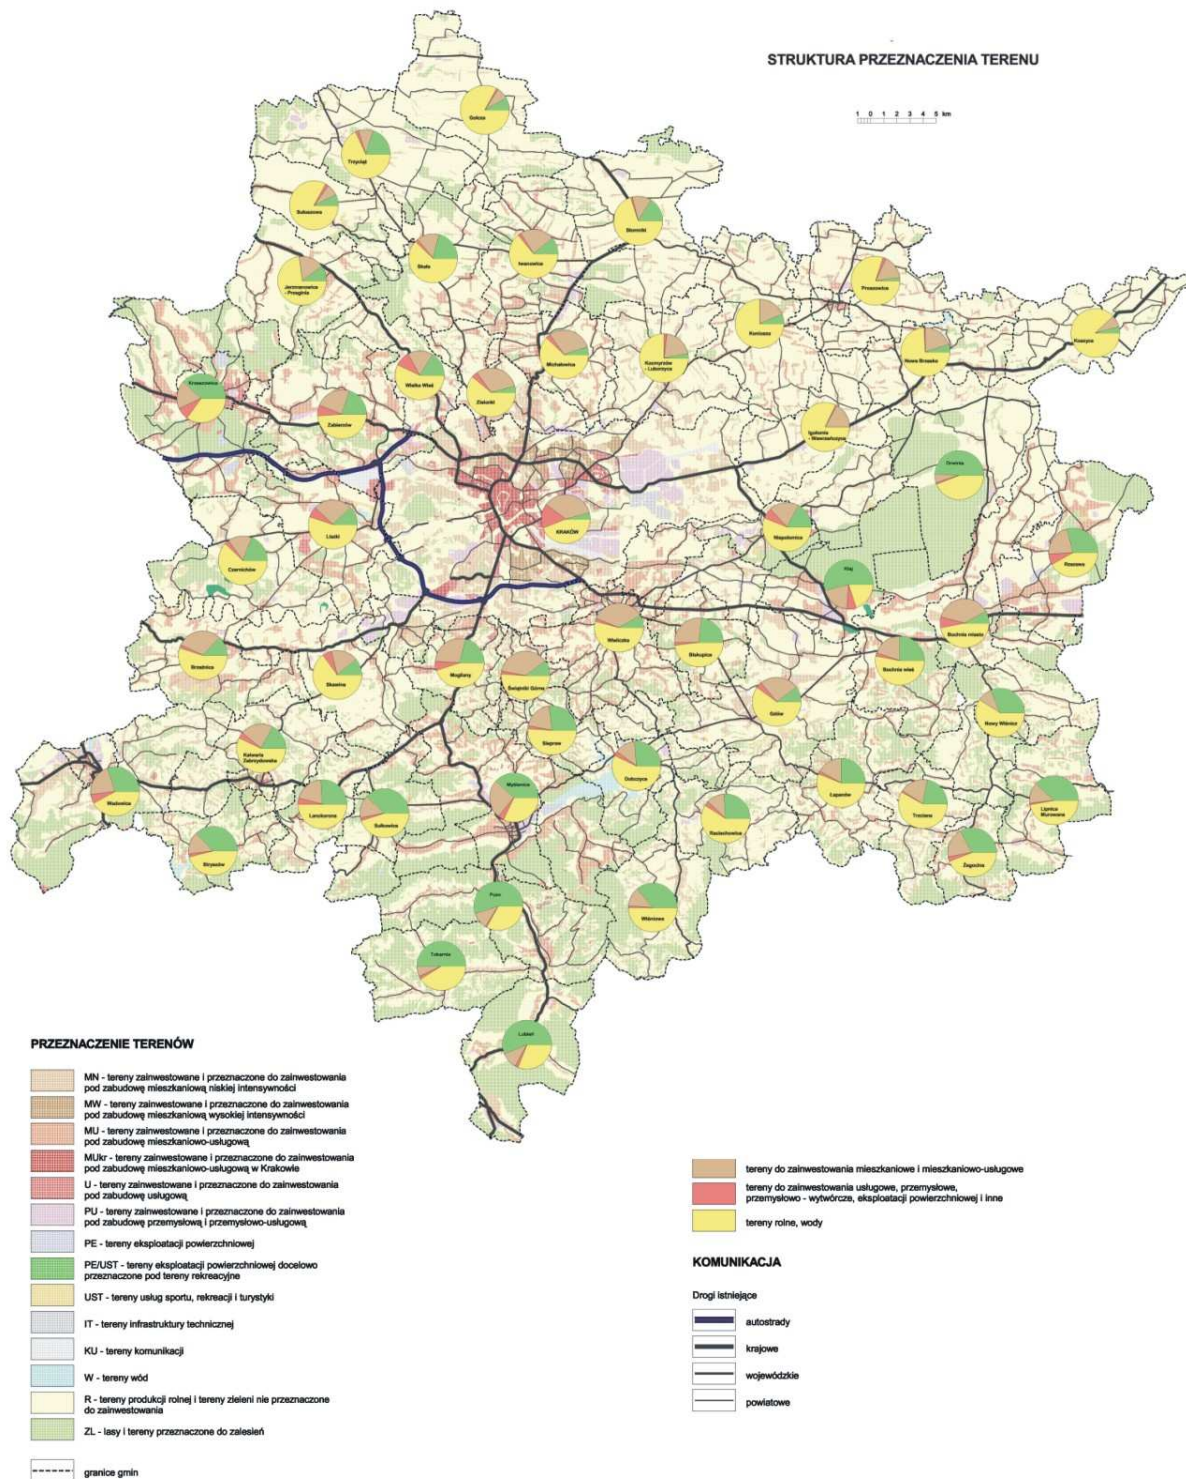 STRUKTURA PRZEZNACZENIA TERENU
1 0 1 2 3 4 5 km
Gołcza
Trzyciąż
Sułoszowa
Słomniki
Skała
Iwanowice
Jerzmanowice
- Przeginia
Proszowice
Koniusza
Koszyce
Nowe Brzesko
Michałowice
Kocmyrzów
- Luborzyca
Wielka Wieś
Zielonki
Krzeszowice
Zabierzów
Igołomia
- Wawrzeńczyce
Drwinia
KRAKÓW
Liszki
Niepołomice
Czernichów
Rzezawa
Kłaj
Bochnia miasto
Wieliczka
Biskupice
Brzeźnica
Mogilany
Bochnia wieś
Skawina
Świątniki Górne
Gdów
Nowy Wiśnicz
Siepraw
Kalwaria
Zebrzydowska
Dobczyce
Wadowice
Myślenice
Łapanów
Lanckorona
Trzciana
Lipnica
Murowana
Sułkowice
Raciechowice
Stryszów
Żegocina
Pcim
Wiśniowa
Tokarnia
Lubień
PRZEZNACZENIE TERENÓW
MN - tereny zainwestowane i przeznaczone do zainwestowania
pod zabudowę mieszkaniową niskiej intensywności
MW - tereny zainwestowane i przeznaczone do zainwestowania
pod zabudowę mieszkaniową wysokiej intensywności
MU - tereny zainwestowane i przeznaczone do zainwestowania
pod zabudowę mieszkaniowo-usługową
MUkr - tereny zainwestowane i przeznaczone do zainwestowania
pod zabudowę mieszkaniowo-usługową w Krakowie
U - tereny zainwestowane i przeznaczone do zainwestowania
pod zabudowę usługową
PU - tereny zainwestowane i przeznaczone do zainwestowania
pod zabudowę przemysłową i przemysłowo-usługową
PE - tereny eksploatacji powierzchniowej
PE/UST - tereny eksploatacji powierzchniowej docelowo
przeznaczone pod tereny rekreacyjne
UST - tereny usług sportu, rekreacji i turystyki
IT - tereny infrastruktury technicznej
KU - tereny komunikacji
W - tereny wód
R - tereny produkcji rolnej i tereny zieleni nie przeznaczone
do zainwestowania
ZL - lasy i tereny przeznaczone do zalesień
granice gmin
tereny do zainwestowania mieszkaniowe i mieszkaniowo-usługowe
tereny do zainwestowania usługowe, przemysłowe,
przemysłowo - wytwórcze, eksploatacji powierzchniowej i inne
tereny rolne, wody
KOMUNIKACJA
Drogi istniejące
autostrady
krajowe
wojewódzkie
powiatowe